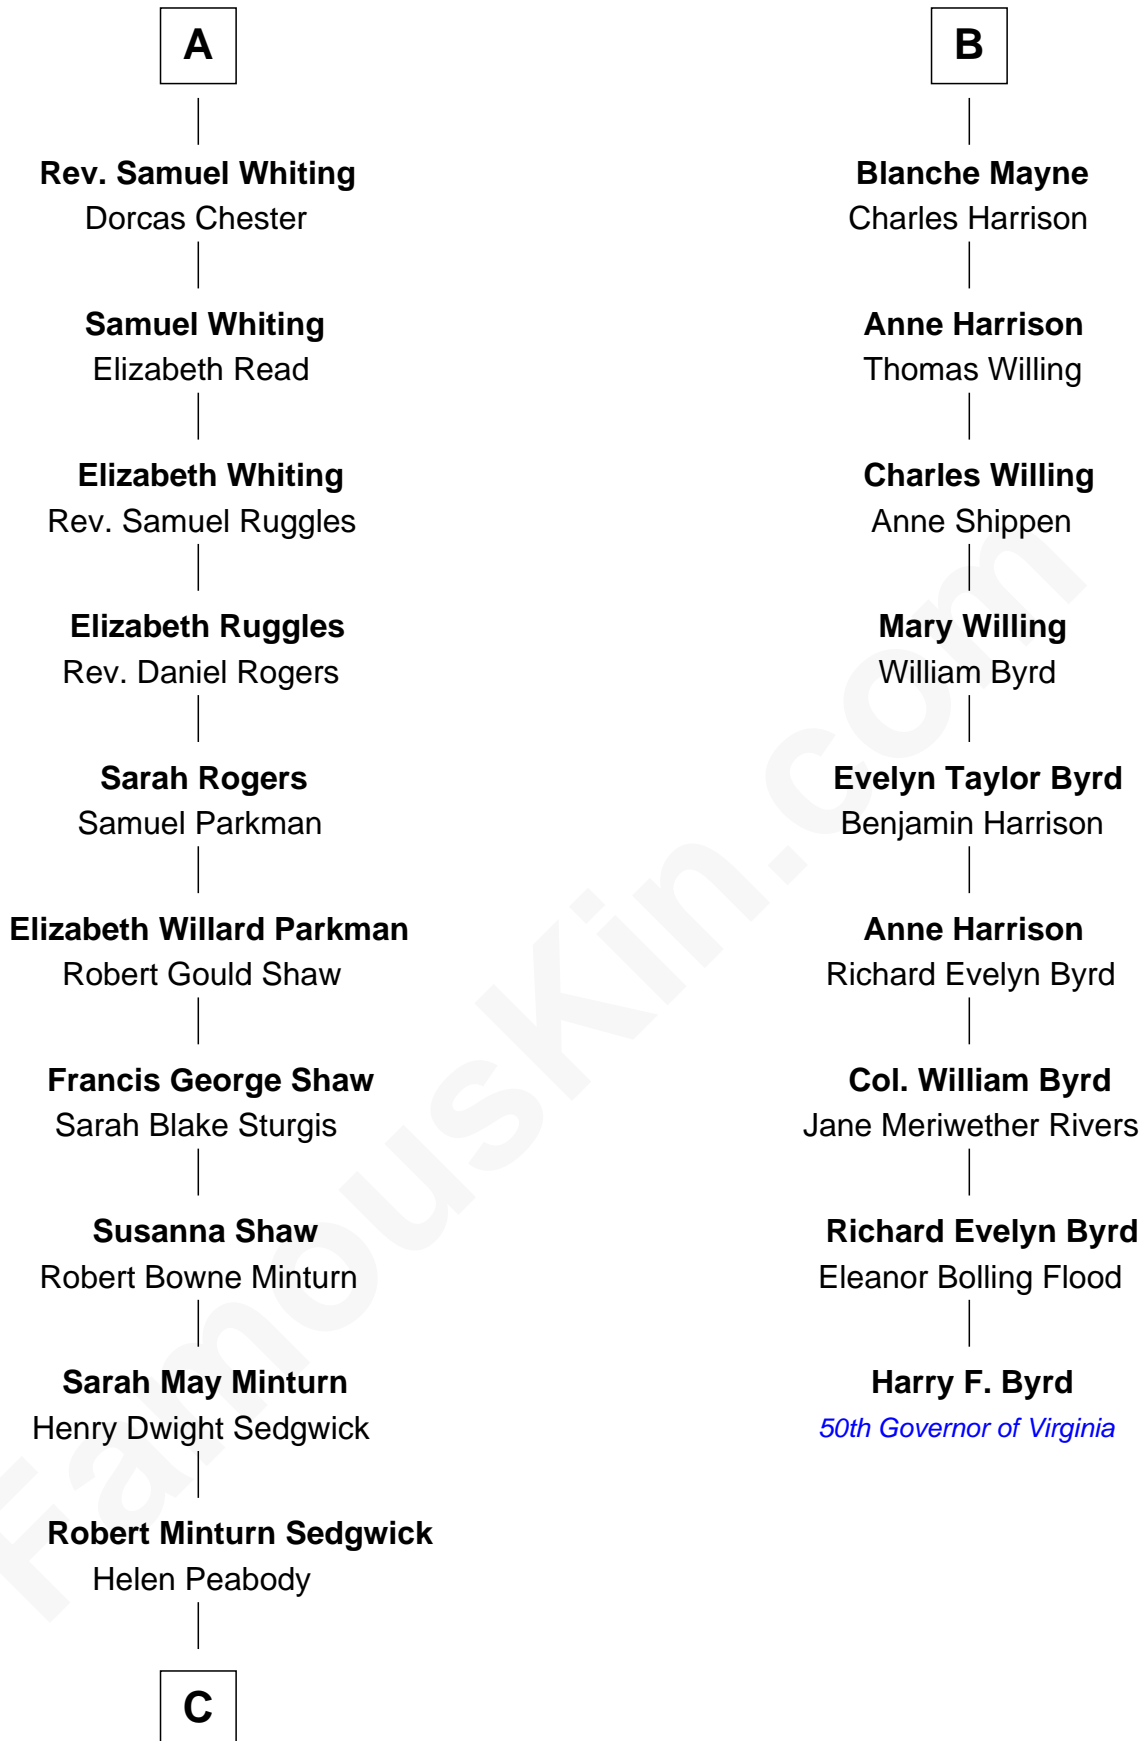 A
Rev. Samuel Whiting
Dorcas Chester
Samuel Whiting
Elizabeth Read
Elizabeth Whiting
Rev. Samuel Ruggles
Elizabeth Ruggles
Rev. Daniel Rogers
Sarah Rogers
Samuel Parkman
Elizabeth Willard Parkman
Robert Gould Shaw
Francis George Shaw
Sarah Blake Sturgis
Susanna Shaw
Robert Bowne Minturn
Sarah May Minturn
Henry Dwight Sedgwick
Robert Minturn Sedgwick
Helen Peabody
C
B
Blanche Mayne
Charles Harrison
Anne Harrison
Thomas Willing
Charles Willing
Anne Shippen
Mary Willing
William Byrd
Evelyn Taylor Byrd
Benjamin Harrison
Anne Harrison
Richard Evelyn Byrd
Col. William Byrd
Jane Meriwether Rivers
Richard Evelyn Byrd
Eleanor Bolling Flood
Harry F. Byrd
50th Governor of Virginia
FamousKin.com